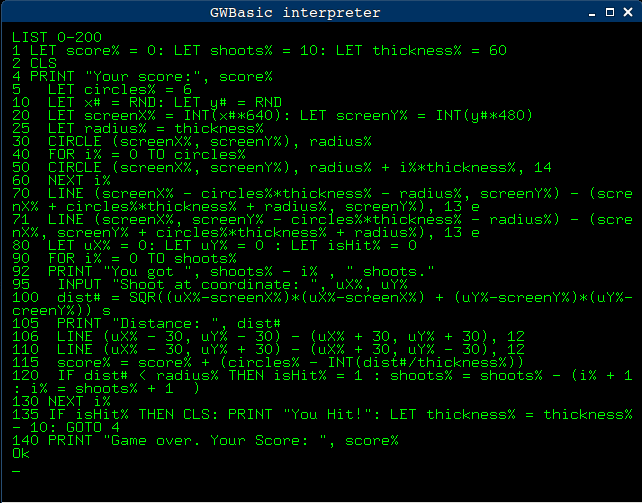 GWBasic interpreter
LIST 0-200
1 LET score% = 0: LET shoots% = 10: LET thickness% = 60
2 CLS
4 PRINT "Your score:", score%
5   LET circles% = 6
10  LET x# = RND: LET y# = RND
20  LET screenX% = INT(x#*640): LET screenY% = INT(y#*480)
25  LET radius% = thickness%
30  CIRCLE (screenX%, screenY%), radius%
40  FOR i% = 0 TO circles%
50  CIRCLE (screenX%, screenY%), radius% + i%*thickness%, 14
60  NEXT i%
70  LINE (screenX% - circles%*thickness% - radius%, screenY%) - (scre
nX% + circles%*thickness% + radius%, screenY%), 13 e
71  LINE (screenX%, screenY% - circles%*thickness% - radius%) - (scre
nX%, screenY% + circles%*thickness% + radius%), 13 e
80  LET uX% = 0: LET uY% = 0 : LET isHit% = 0
90  FOR i% = 0 TO shoots%
92  PRINT "You got ", shoots% - i% , " shoots."
95   INPUT "Shoot at coordinate: ", uX%, uY%
100  dist# = SQR((uX%-screenX%)*(uX%-screenX%) + (uY%-screenY%)*(uY%-
creenY%)) s
105  PRINT "Distance: ", dist#
106  LINE (uX% - 30, uY% - 30) - (uX% + 30, uY% + 30), 12
110  LINE (uX% - 30, uY% + 30) - (uX% + 30, uY% - 30), 12
115  score% = score% + (circles% - INT(dist#/thickness%))
120  IF dist# < radius% THEN isHit% = 1 : shoots% = shoots% - (i% + 1
: i% = shoots% + 1  )
130 NEXT i%
135 IF isHit% THEN CLS: PRINT "You Hit!": LET thickness% = thickness%
- 10: GOTO 4
140 PRINT "Game over. Your Score: ", score%
Ok
_